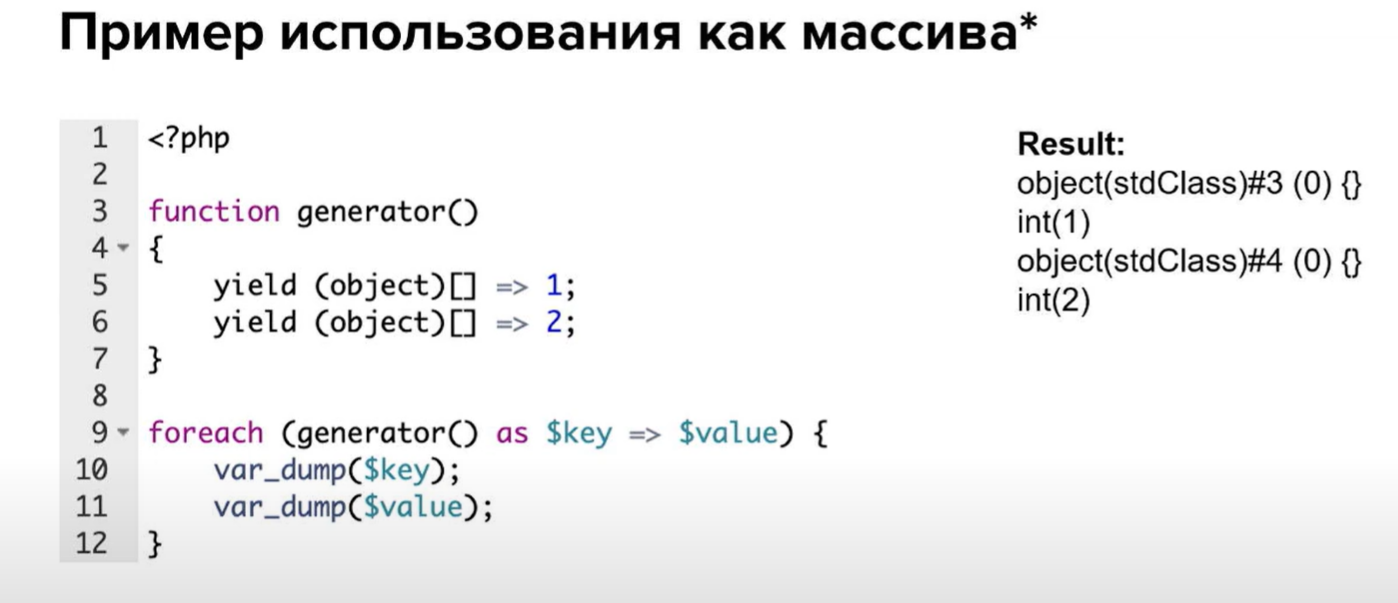 Пример использования как массива*
1 <?php
2
3 function generator()
4 {
5     yield (object)[] => 1;
6     yield (object)[] => 2;
7 }
8
9 foreach (generator() as $key => $value) {
10     var_dump($key);
11     var_dump($value);
12 }
Result:
object(stdClass)#3 (0) {}
int(1)
object(stdClass)#4 (0) {}
int(2)